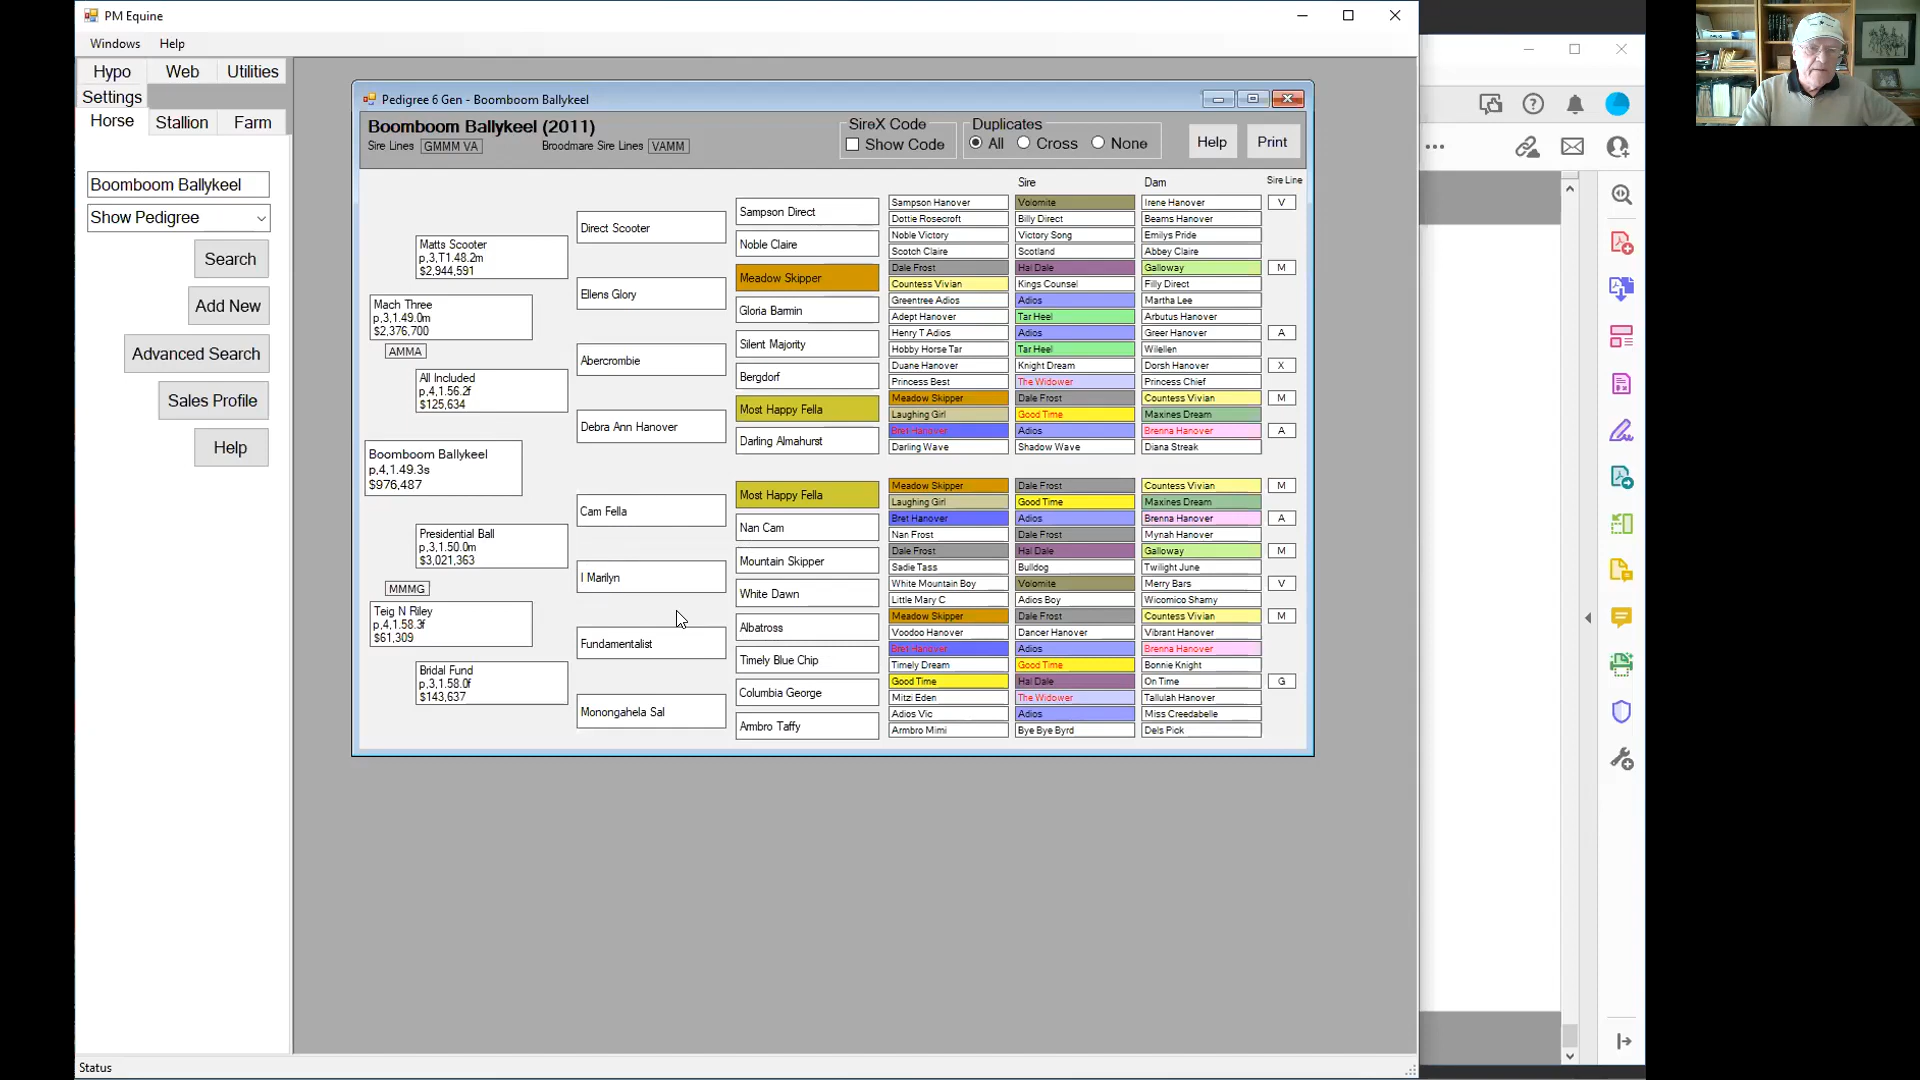 PM Equine
Windows Help
Hypo Web Utilities
Settings
Horse Stallion Farm
Boomboom Ballykeel
Show Pedigree
Search
Add New
Advanced Search
Sales Profile
Help
Pedigree 6 Gen - Boomboom Ballykeel
Boomboom Ballykeel (2011)
Sire Lines GMMM VA Broodmare Sire Lines VAMM
SireX Code
Show Code
Duplicates
All Cross None
Help Print
Boomboom Ballykeel
p,4,1.49.3s
$976,487
Mach Three
p,3,1.49.0m
$2,376,700
AMMA
Teig N Riley
p,4,1.58.3f
$61,309
MMMG
Matts Scooter
p,3,T1.48.2m
$2,944,591
All Included
p,4,1.56.2f
$125,634
Presidential Ball
p,3,1.50.0m
$3,021,363
Bridal Fund
p,3,1.58.0f
$143,637
Direct Scooter
Ellens Glory
Abercrombie
Debra Ann Hanover
Cam Fella
I Marilyn
Fundamentalist
Monongahela Sal
Sampson Direct
Noble Claire
Meadow Skipper
Gloria Barmin
Silent Majority
Bergdorf
Most Happy Fella
Darling Almahurst
Most Happy Fella
Nan Cam
Mountain Skipper
White Dawn
Albatross
Timely Blue Chip
Columbia George
Ambro Taffy
Sire Dam Sire Line
Sampson Hanover Volomite Irene Hanover V
Dottie Rosecroft Billy Direct Beams Hanover
Noble Victory Victory Song Emilys Pride
Scotch Claire Scotland Abbey Claire
Dale Frost Hal Dale Galloway M
Countess Vivian Kings Counsel Filly Direct
Greentree Adios Adios Martha Lee
Adept Hanover Tar Heel Arbutus Hanover
Henry T Adios Adios Greer Hanover A
Hobby Horse Tar Tar Heel Wilellen
Duane Hanover Knight Dream Dorsh Hanover X
Princess Best The Widower Princess Chief
Meadow Skipper Dale Frost Countess Vivian M
Laughing Girl Good Time Maxines Dream
Bret Hanover Adios Brenna Hanover A
Darling Wave Shadow Wave Diana Streak
Meadow Skipper Dale Frost Countess Vivian M
Laughing Girl Good Time Maxines Dream
Bret Hanover Adios Brenna Hanover A
Nan Frost Dale Frost Mynah Hanover
Dale Frost Hal Dale Galloway M
Sadie Tass Bulldog Twilight June
White Mountain Boy Volomite Merry Bars V
Little Mary C Adios Boy Wicomico Shamy
Meadow Skipper Dale Frost Countess Vivian M
Voodoo Hanover Dancer Hanover Vibrant Hanover
Bret Hanover Adios Brenna Hanover
Timely Dream Good Time Bonnie Knight
Good Time Hal Dale On Time G
Mitzi Eden The Widower Tallulah Hanover
Adios Vic Adios Miss Creedabelle
Armbro Mimi Bye Bye Byrd Dels Pick
Status